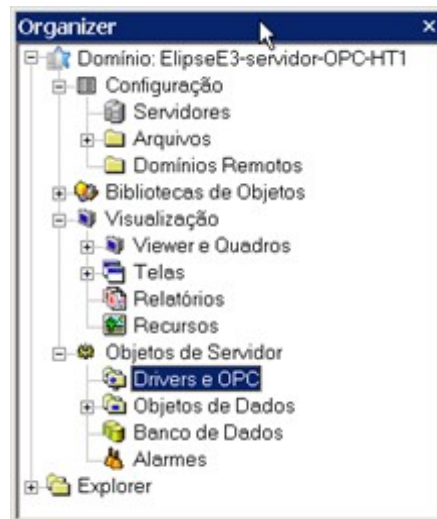 Organizer
Domínio: ElipseE3-servidor-OPC-HT1
Configuração
Servidores
Arquivos
Domínios Remotos
Bibliotecas de Objetos
Visualização
Viewer e Quadros
Telas
Relatórios
Recursos
Objetos de Servidor
Drivers e OPC
Objetos de Dados
Banco de Dados
Alarmes
Explorer